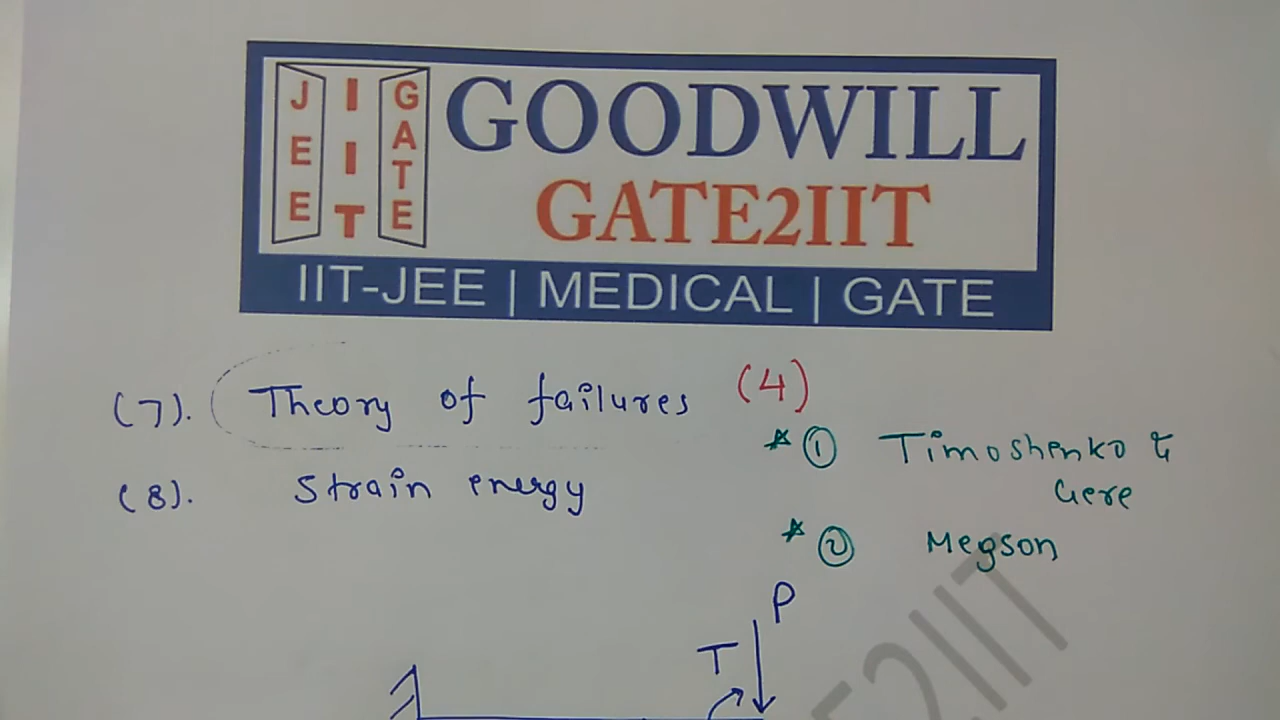 JEE IIT GATE
GOODWILL
GATE2IIT
IIT-JEE | MEDICAL | GATE
(7). Theory of failures (4)
* ① Timoshenko &
Gere
(8). Strain energy
* ② Megson
P
T
E2IIT